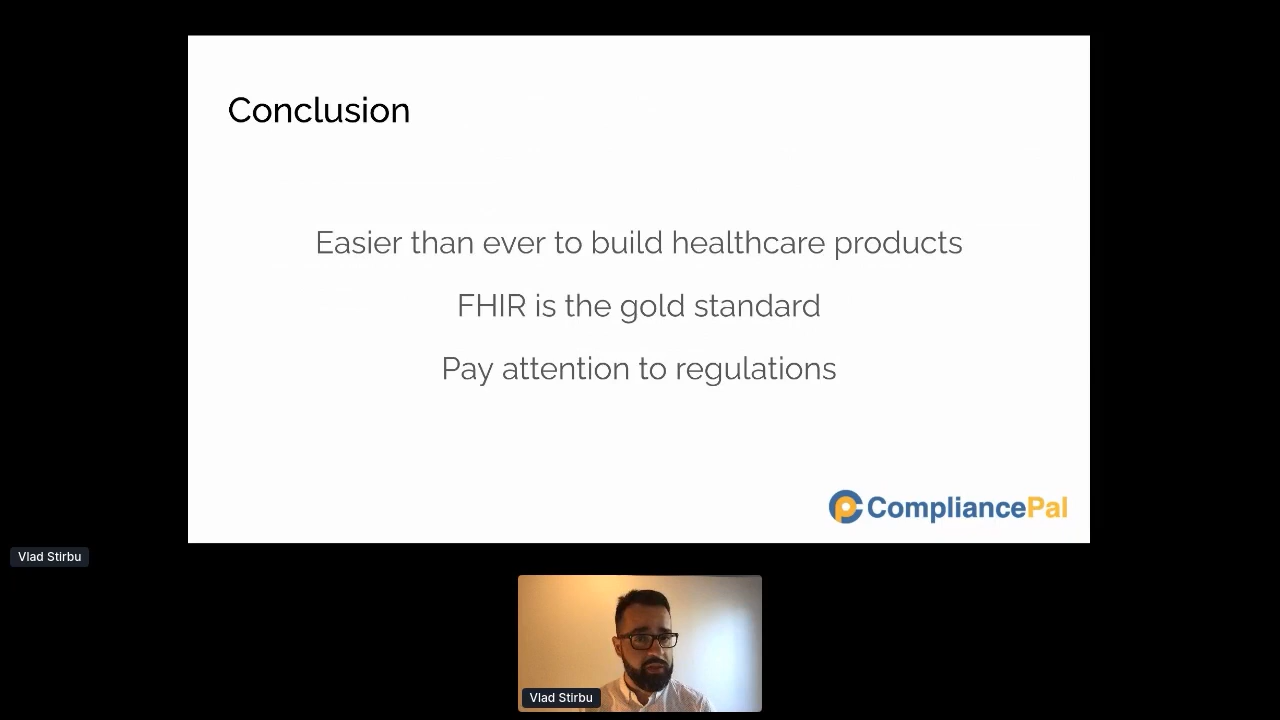 Conclusion
Easier than ever to build healthcare products
FHIR is the gold standard
Pay attention to regulations
CompliancePal
Vlad Stirbu
Vlad Stirbu